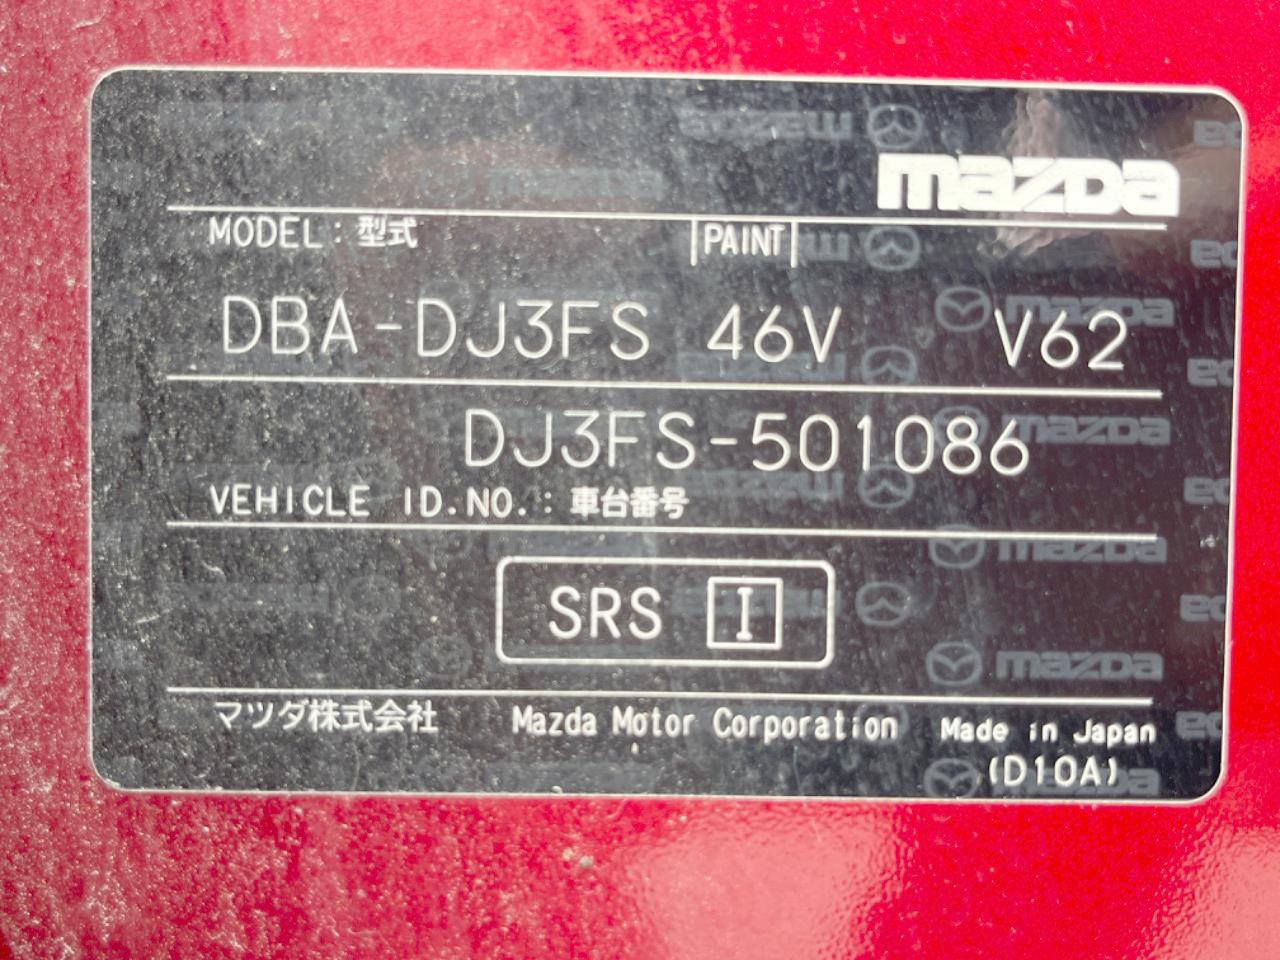 mazda
MODEL : 型式 PAINT
DBA-DJ3FS 46V V62
DJ3FS-501086
VEHICLE ID.NO. : 車台番号
SRS I
マツダ株式会社 Mazda Motor Corporation Made in Japan
(D10A)